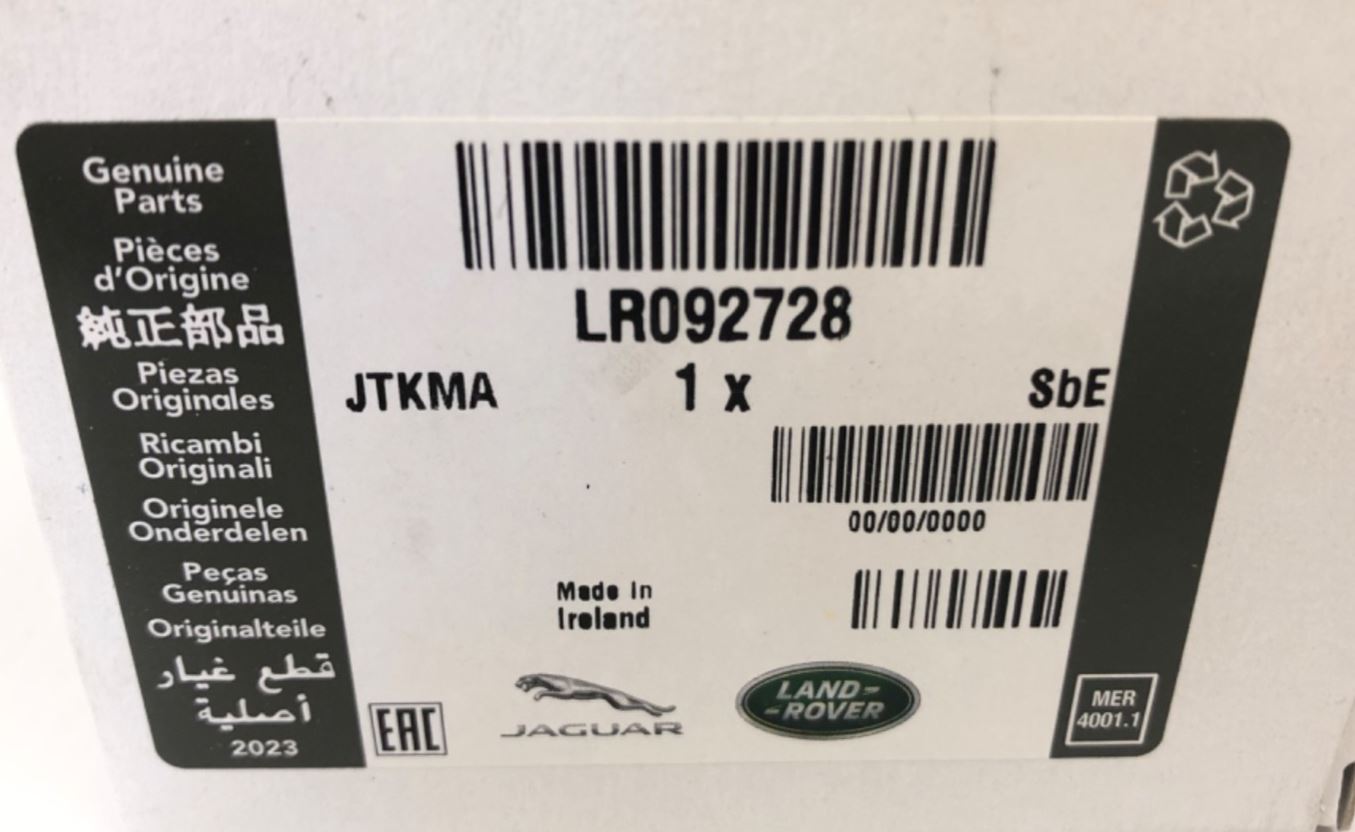 Genuine
Parts
Pièces
d'Origine
純正部品
Piezas
Originales
Ricambi
Originali
Originele
Onderdelen
Peças
Genuinas
Originalteile
قطع غيار
أصلية
2023
LR092728
JTKMA 1 x SbE
00/00/0000
Made In
Ireland
EAC
JAGUAR
LAND-
-ROVER
MER
4001.1